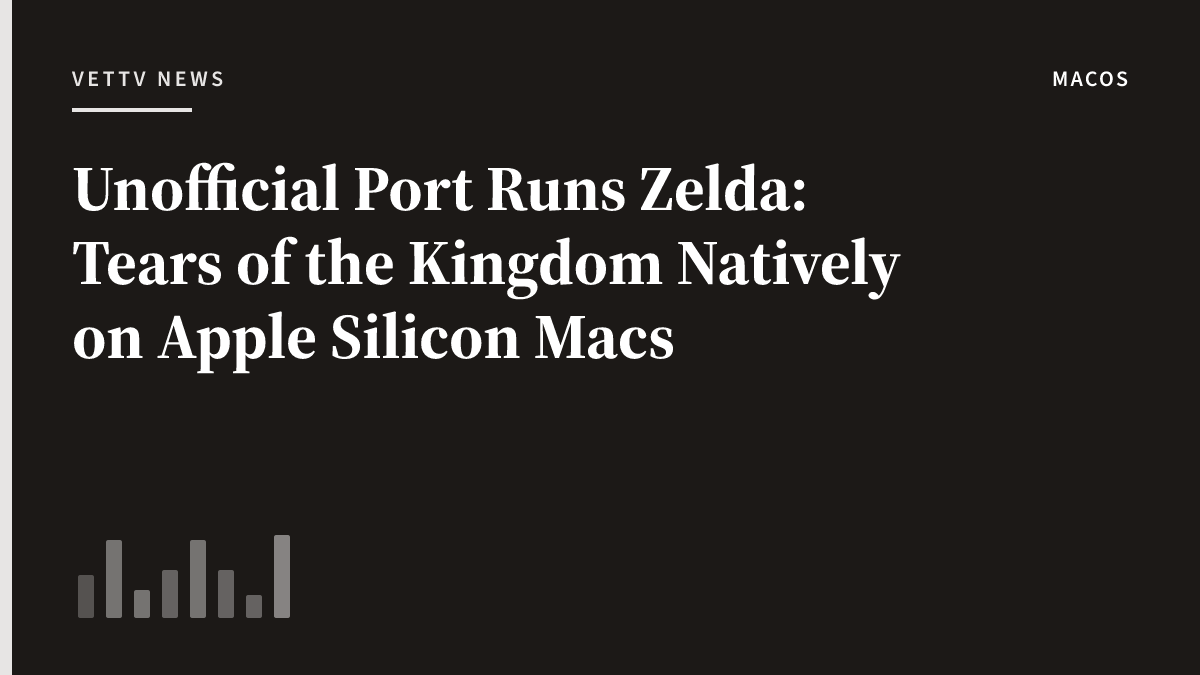 VETTV NEWS
MACOS
Unofficial Port Runs Zelda:
Tears of the Kingdom Natively
on Apple Silicon Macs